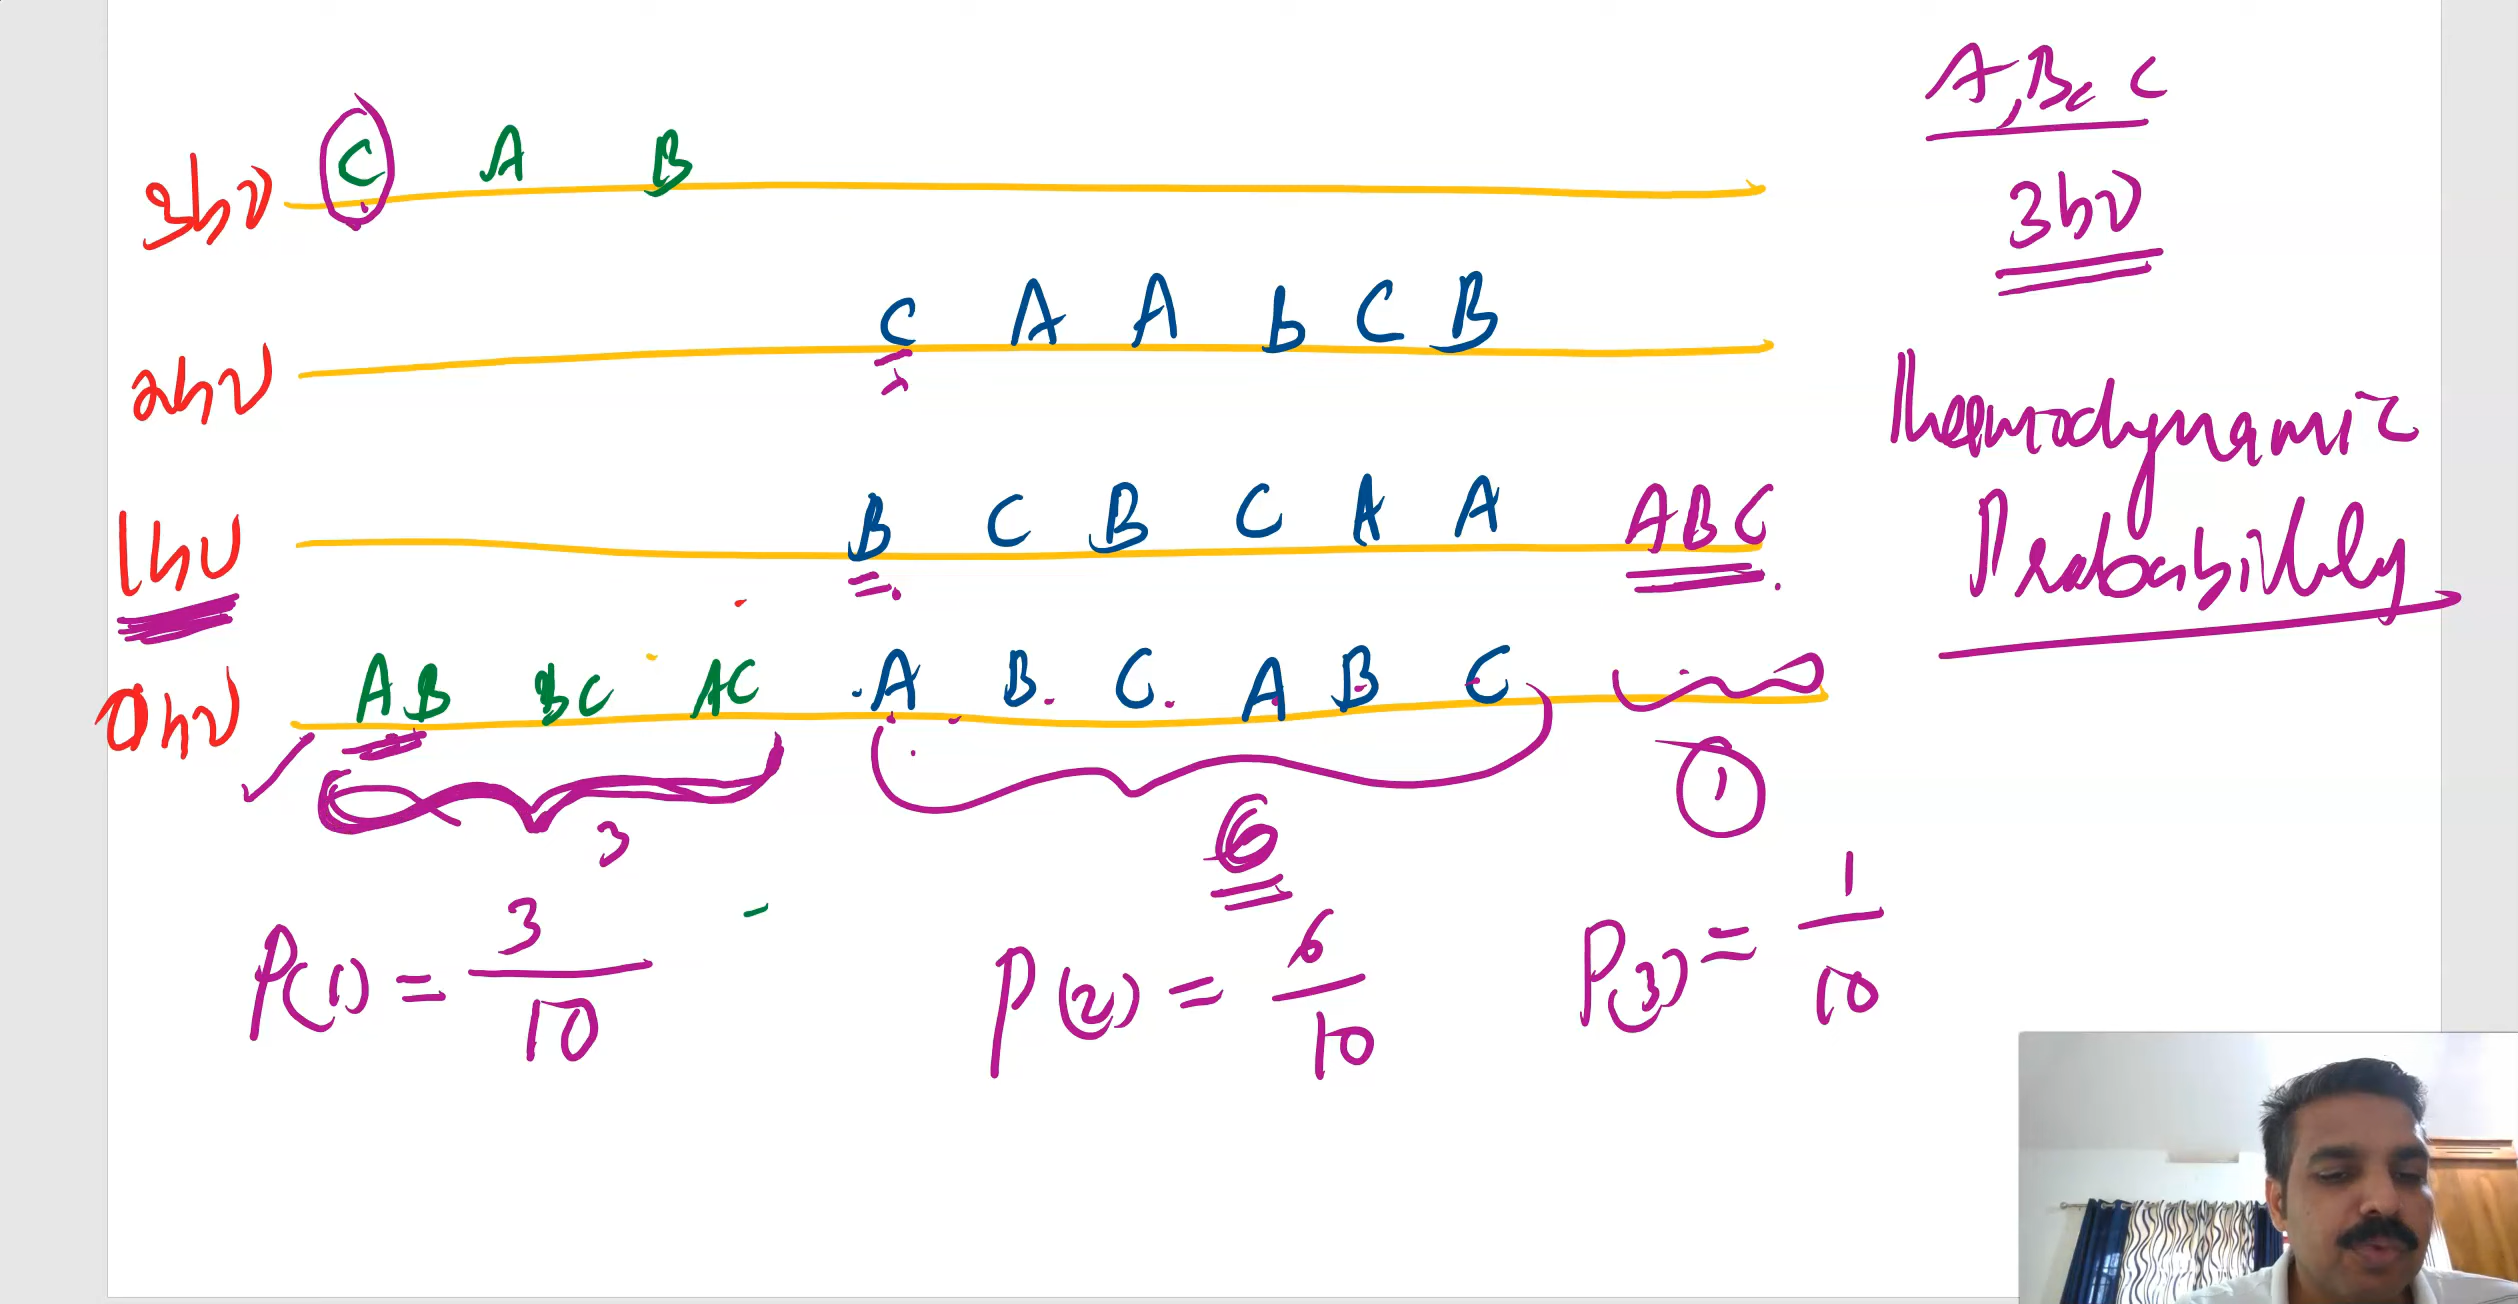 A, B, C
3hν C A B
3hν
2hν C A A B C B
thermodynamic
1hν B C B C A A ABC
Probability
0hν AB BC AC A B C A B C
3 6 1
P(1) = 3/10 P(2) = 6/10 P(3) = 1/10